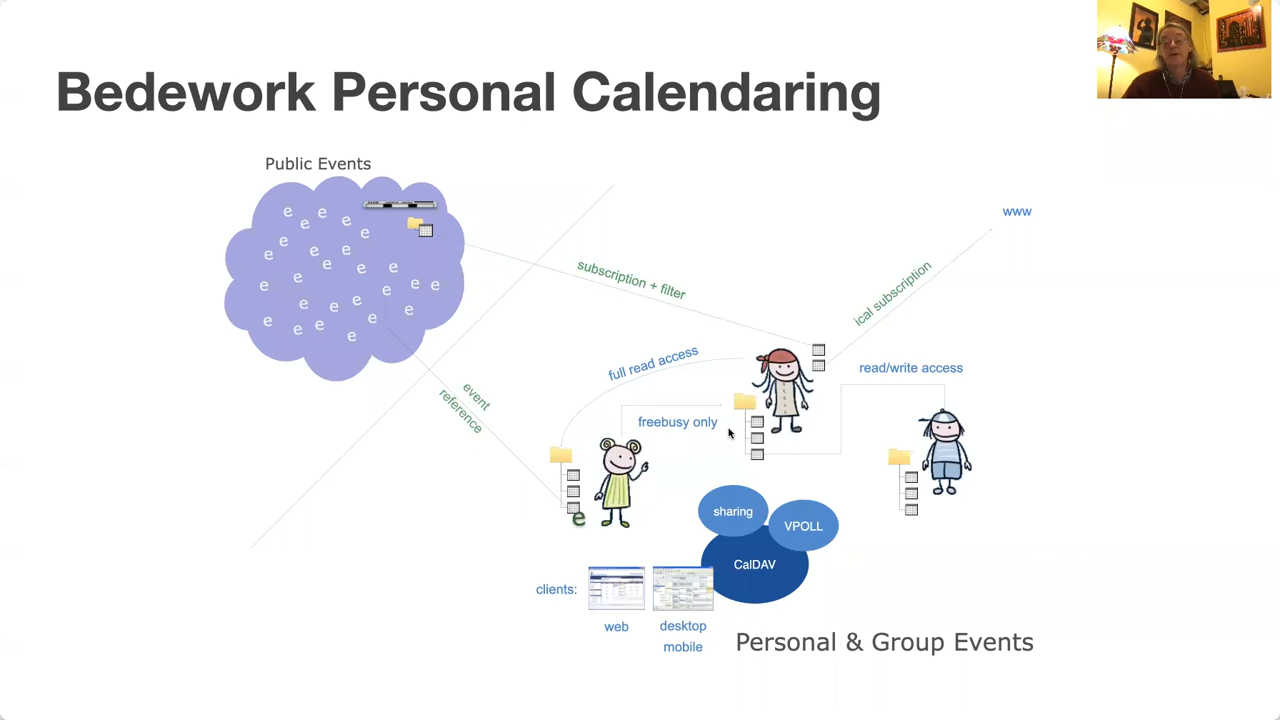 Bedework Personal Calendaring
Public Events
e e e e e e e e e e e e e e e e e e e e e e e e e e e
www
subscription + filter
ical subscription
full read access
read/write access
event
reference
freebusy only
e
sharing
VPOLL
CalDAV
clients:
web
desktop
mobile
Personal & Group Events